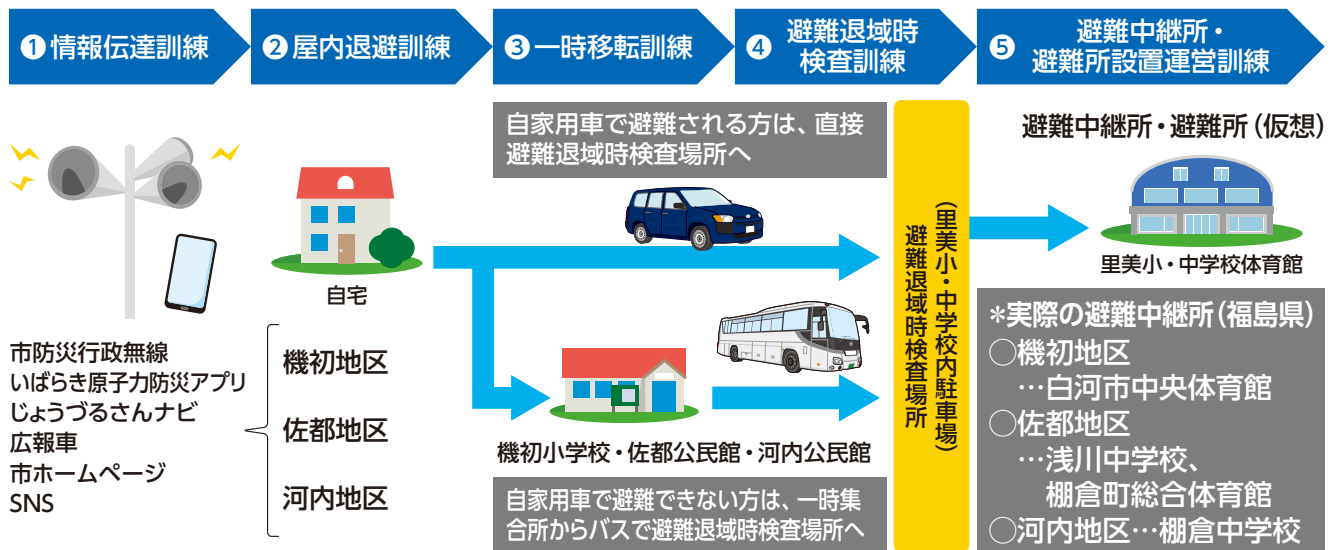 ❶情報伝達訓練
❷屋内退避訓練
❸一時移転訓練
❹避難退域時
検査訓練
❺避難中継所・
避難所設置運営訓練
市防災行政無線
いばらき原子力防災アプリ
じょうづるさんナビ
広報車
市ホームページ
SNS
自宅
機初地区
佐都地区
河内地区
自家用車で避難される方は、直接
避難退域時検査場所へ
機初小学校・佐都公民館・河内公民館
自家用車で避難できない方は、一時集
合所からバスで避難退域時検査場所へ
避難退域時検査場所
(里美小・中学校内駐車場)
避難中継所・避難所(仮想)
里美小・中学校体育館
*実際の避難中継所(福島県)
○機初地区
…白河市中央体育館
○佐都地区
…浅川中学校、
棚倉町総合体育館
○河内地区…棚倉中学校